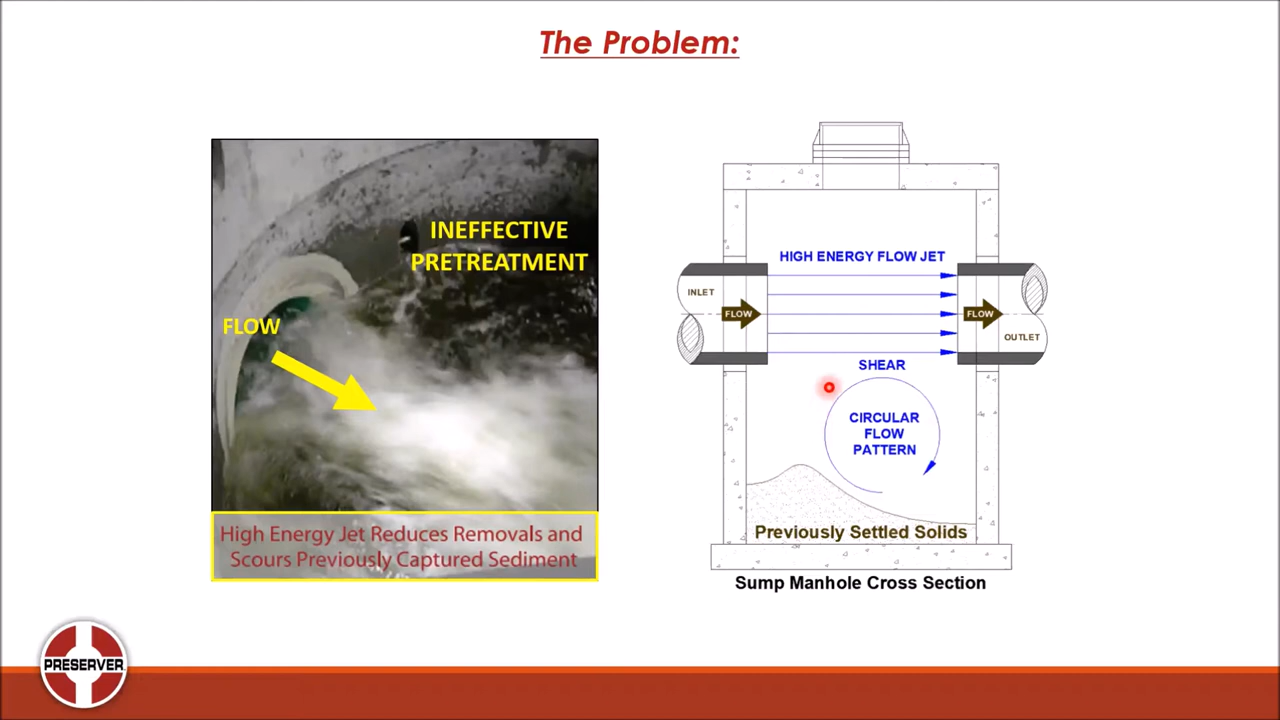 The Problem:
INEFFECTIVE
PRETREATMENT
FLOW
High Energy Jet Reduces Removals and
Scours Previously Captured Sediment
HIGH ENERGY FLOW JET
INLET
FLOW
FLOW
OUTLET
SHEAR
CIRCULAR
FLOW
PATTERN
Previously Settled Solids
Sump Manhole Cross Section
PRESERVER